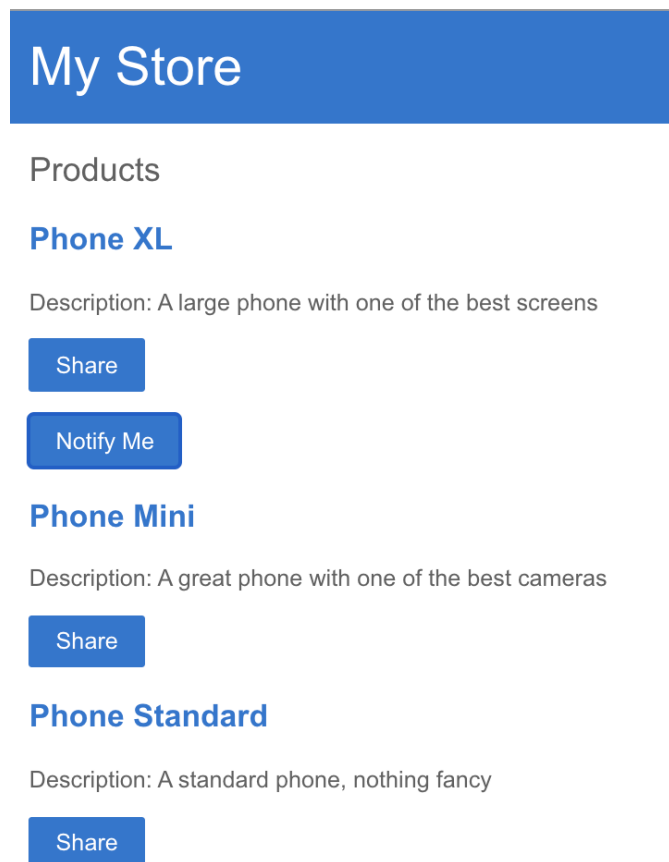 My Store
Products
Phone XL
Description: A large phone with one of the best screens
Share
Notify Me
Phone Mini
Description: A great phone with one of the best cameras
Share
Phone Standard
Description: A standard phone, nothing fancy
Share